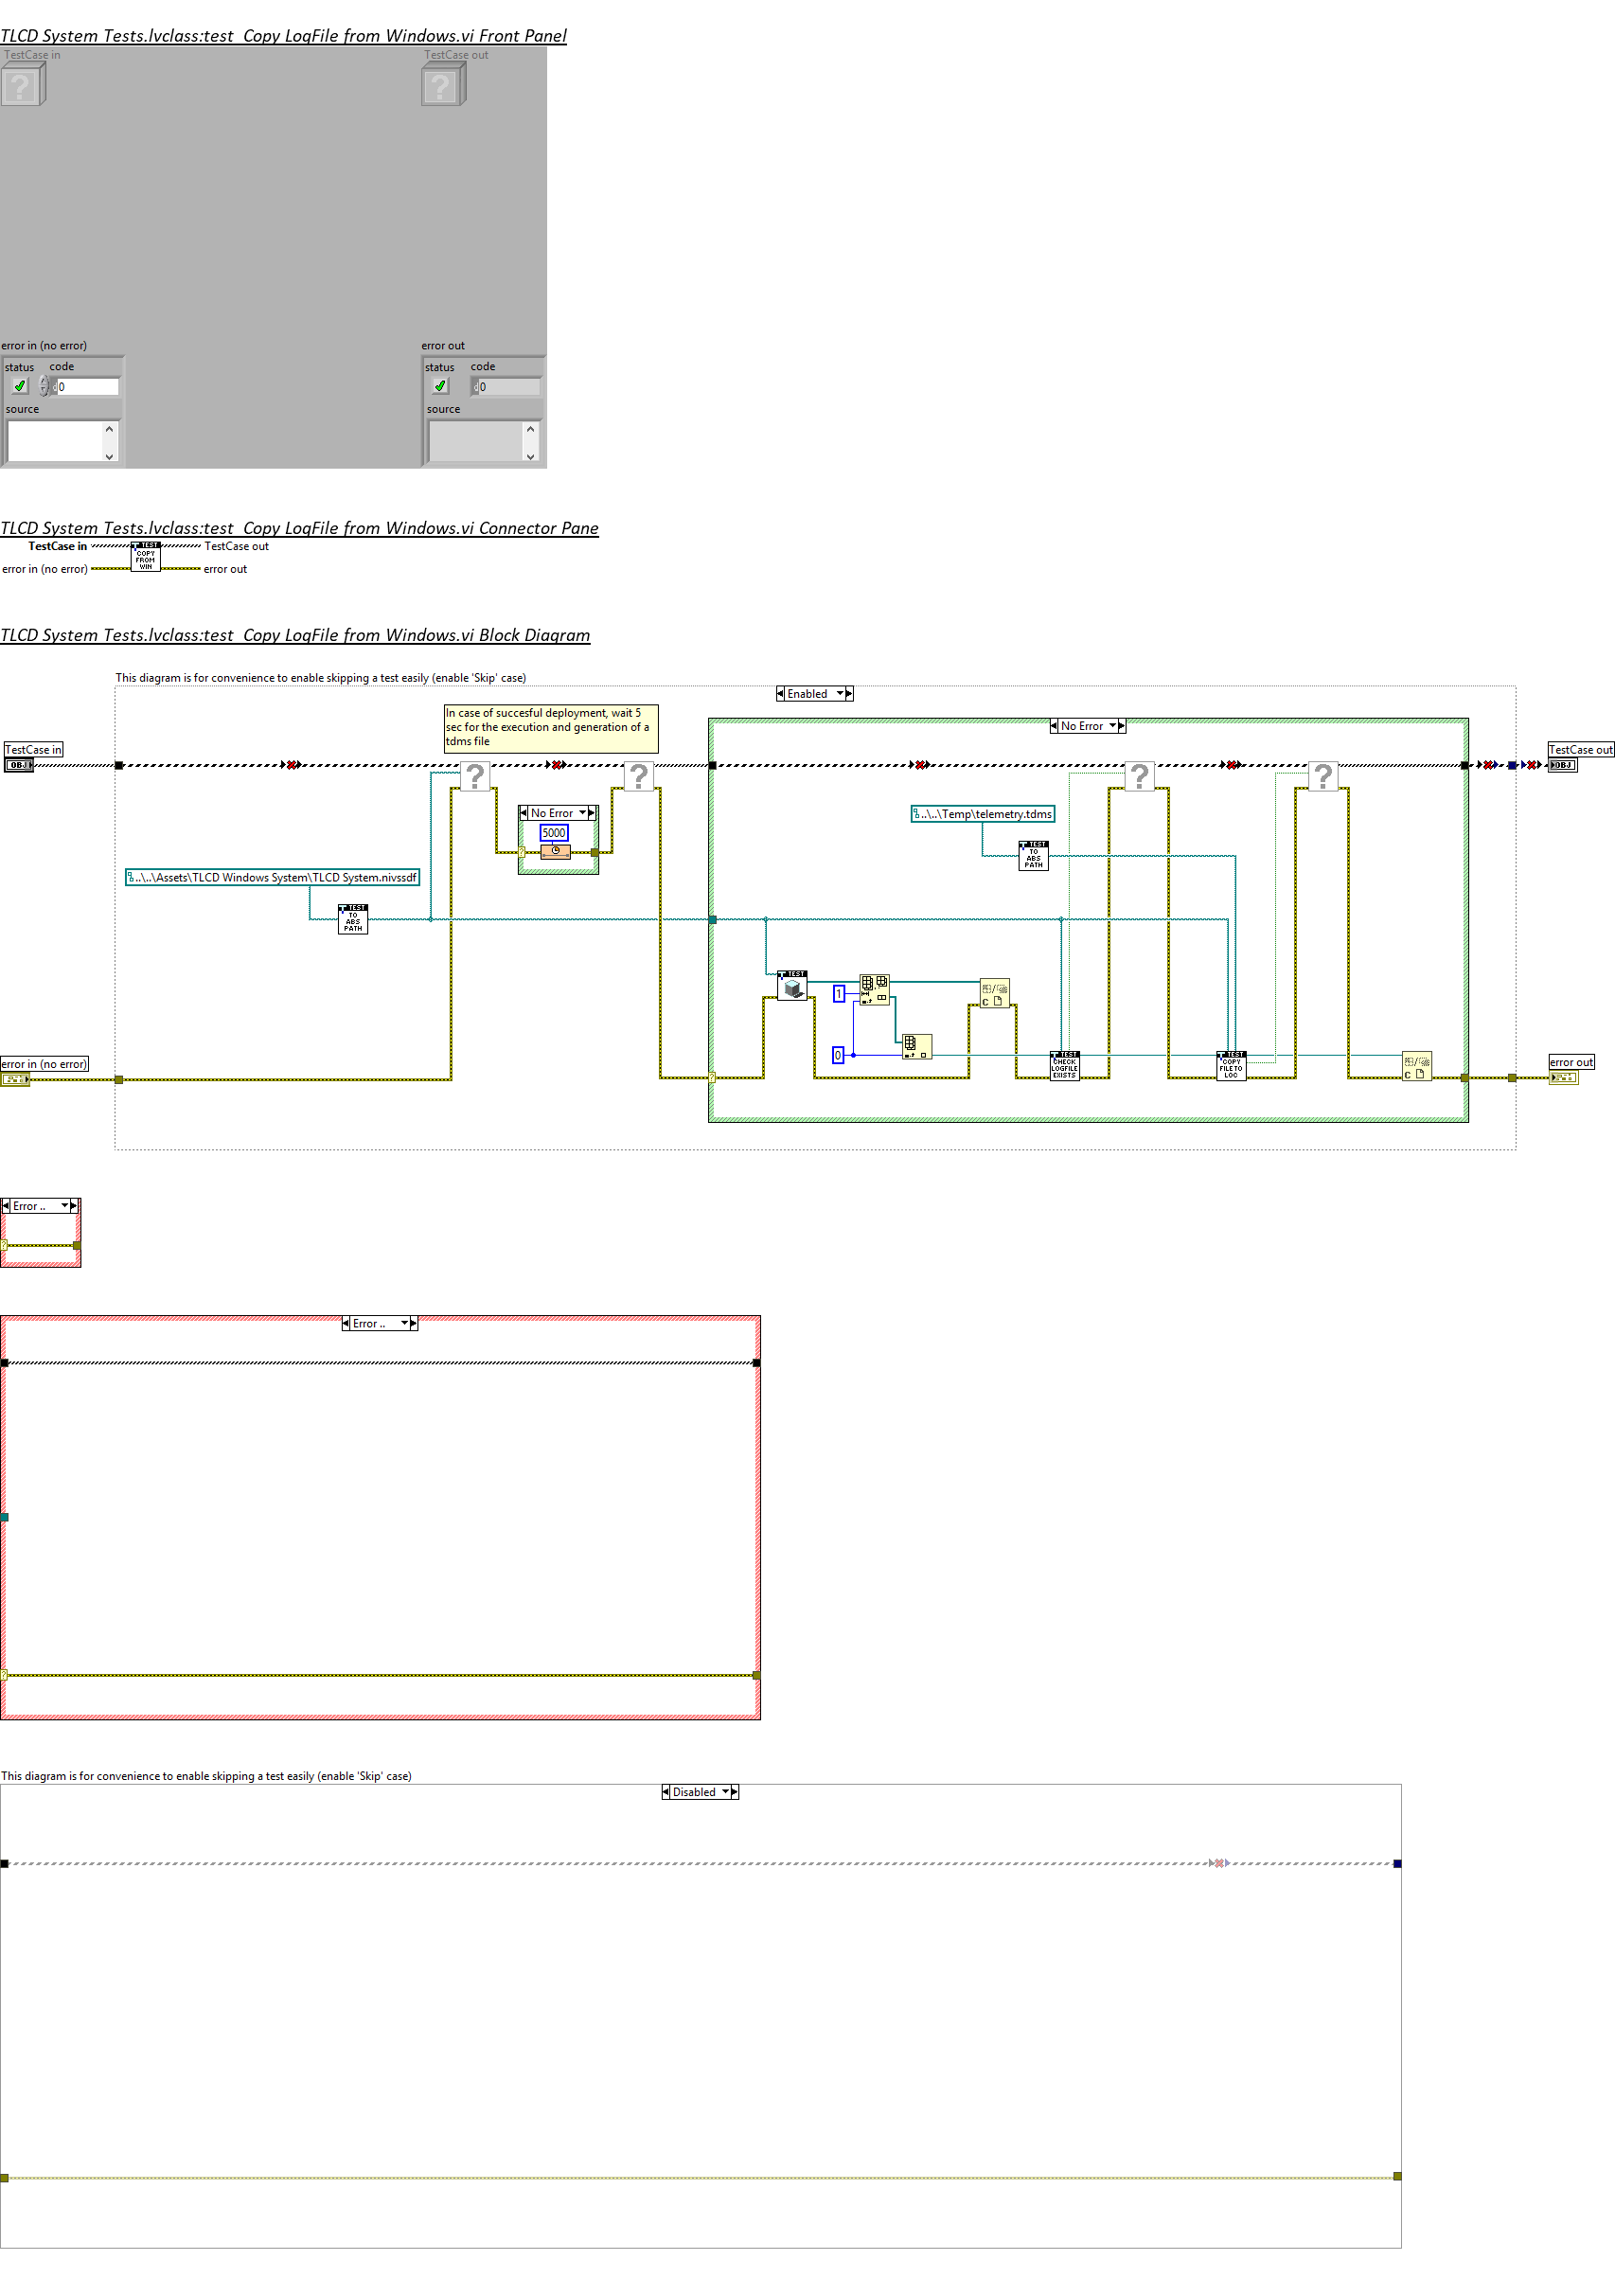 TLCD System Tests.lvclass:test  Copy LogFile from Windows.vi Front Panel
TestCase in
TestCase out
?
?
error in (no error)
error out
status code
status code
0
0
source
source
TLCD System Tests.lvclass:test  Copy LogFile from Windows.vi Connector Pane
TestCase in
TestCase out
TEST
COPY
FROM
WIN
error in (no error)
error out
TLCD System Tests.lvclass:test  Copy LogFile from Windows.vi Block Diagram
This diagram is for convenience to enable skipping a test easily (enable 'Skip' case)
Enabled
In case of succesful deployment, wait 5
sec for the execution and generation of a
tdms file
No Error
TestCase in
OBJ
TestCase out
OBJ
?
?
?
?
No Error
5000
..\..\Temp\telemetry.tdms
TEST
TO
ABS
PATH
..\..\Assets\TLCD Windows System\TLCD System.nivssdf
TEST
TO
ABS
PATH
TEST
1
0
TEST
CHECK
LOGFILE
EXISTS
TEST
COPY
FILE TO
LOC
error in (no error)
error out
Error ..
Error ..
This diagram is for convenience to enable skipping a test easily (enable 'Skip' case)
Disabled